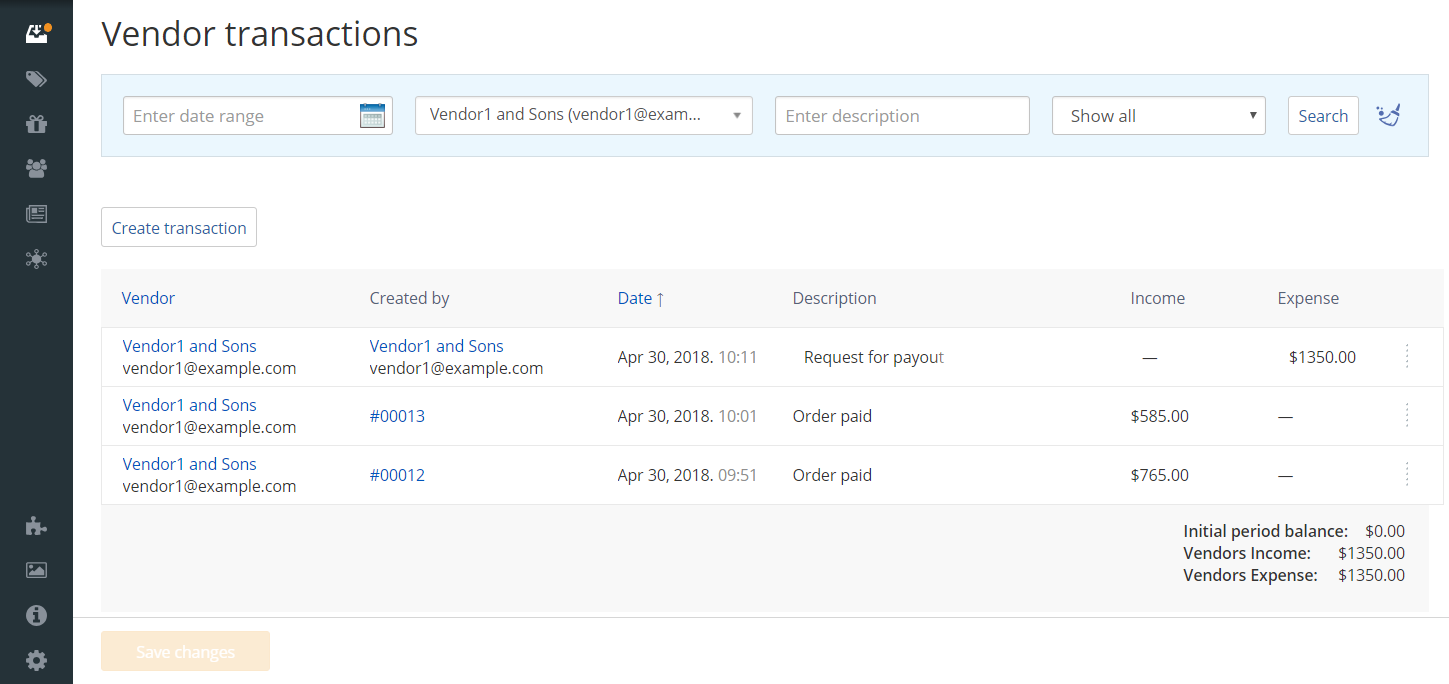 Vendor transactions
Enter date range Vendor1 and Sons (vendor1@exam... Enter description Show all Search
Create transaction
Vendor Created by Date ↑ Description Income Expense
Vendor1 and Sons Vendor1 and Sons
vendor1@example.com vendor1@example.com Apr 30, 2018. 10:11 Request for payout — $1350.00
Vendor1 and Sons
vendor1@example.com #00013 Apr 30, 2018. 10:01 Order paid $585.00 —
Vendor1 and Sons
vendor1@example.com #00012 Apr 30, 2018. 09:51 Order paid $765.00 —
Initial period balance: $0.00
Vendors Income: $1350.00
Vendors Expense: $1350.00
Save changes